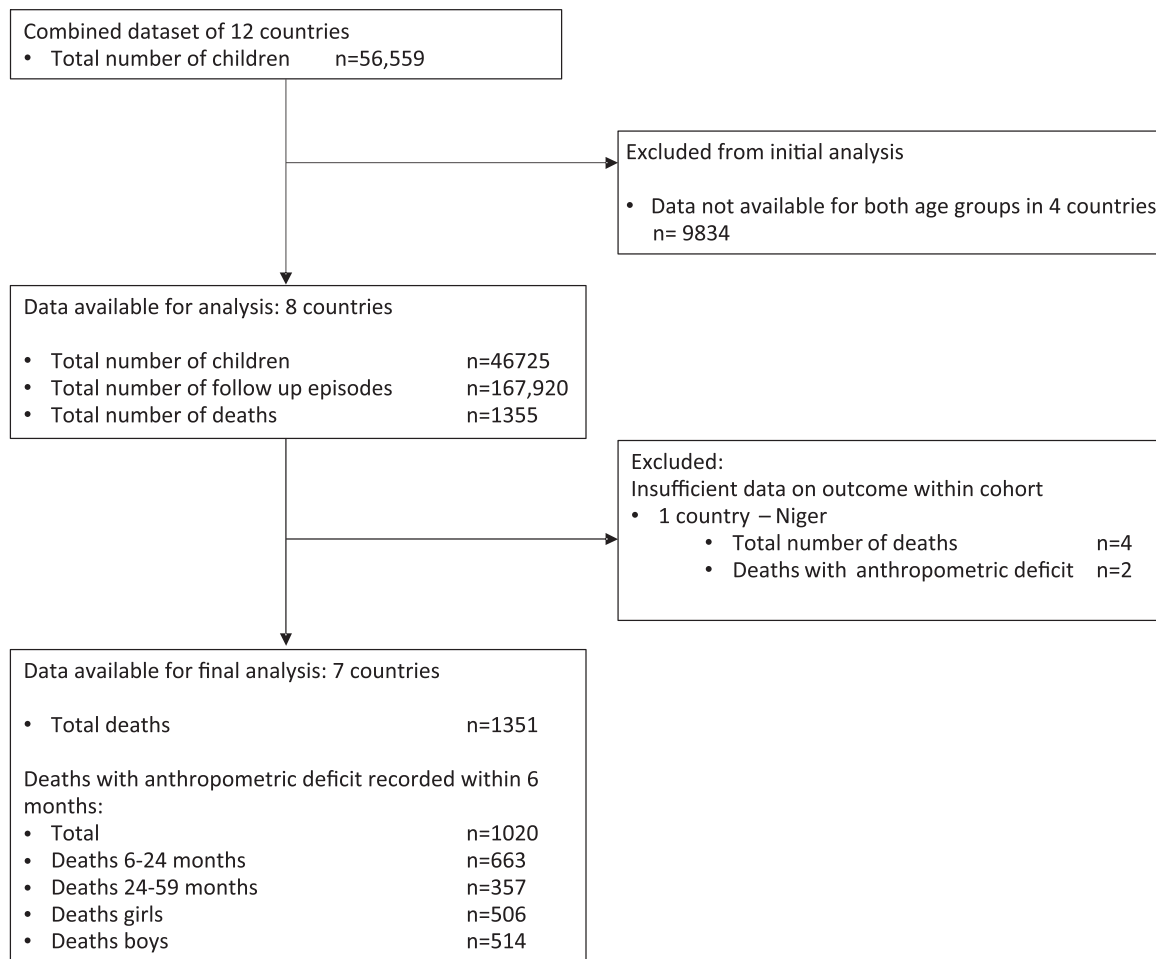 Combined dataset of 12 countries
• Total number of children n=56,559
Excluded from initial analysis
• Data not available for both age groups in 4 countries
n= 9834
Data available for analysis: 8 countries
• Total number of children n=46725
• Total number of follow up episodes n=167,920
• Total number of deaths n=1355
Excluded:
Insufficient data on outcome within cohort
• 1 country – Niger
• Total number of deaths n=4
• Deaths with anthropometric deficit n=2
Data available for final analysis: 7 countries
• Total deaths n=1351
Deaths with anthropometric deficit recorded within 6
months:
• Total n=1020
• Deaths 6-24 months n=663
• Deaths 24-59 months n=357
• Deaths girls n=506
• Deaths boys n=514